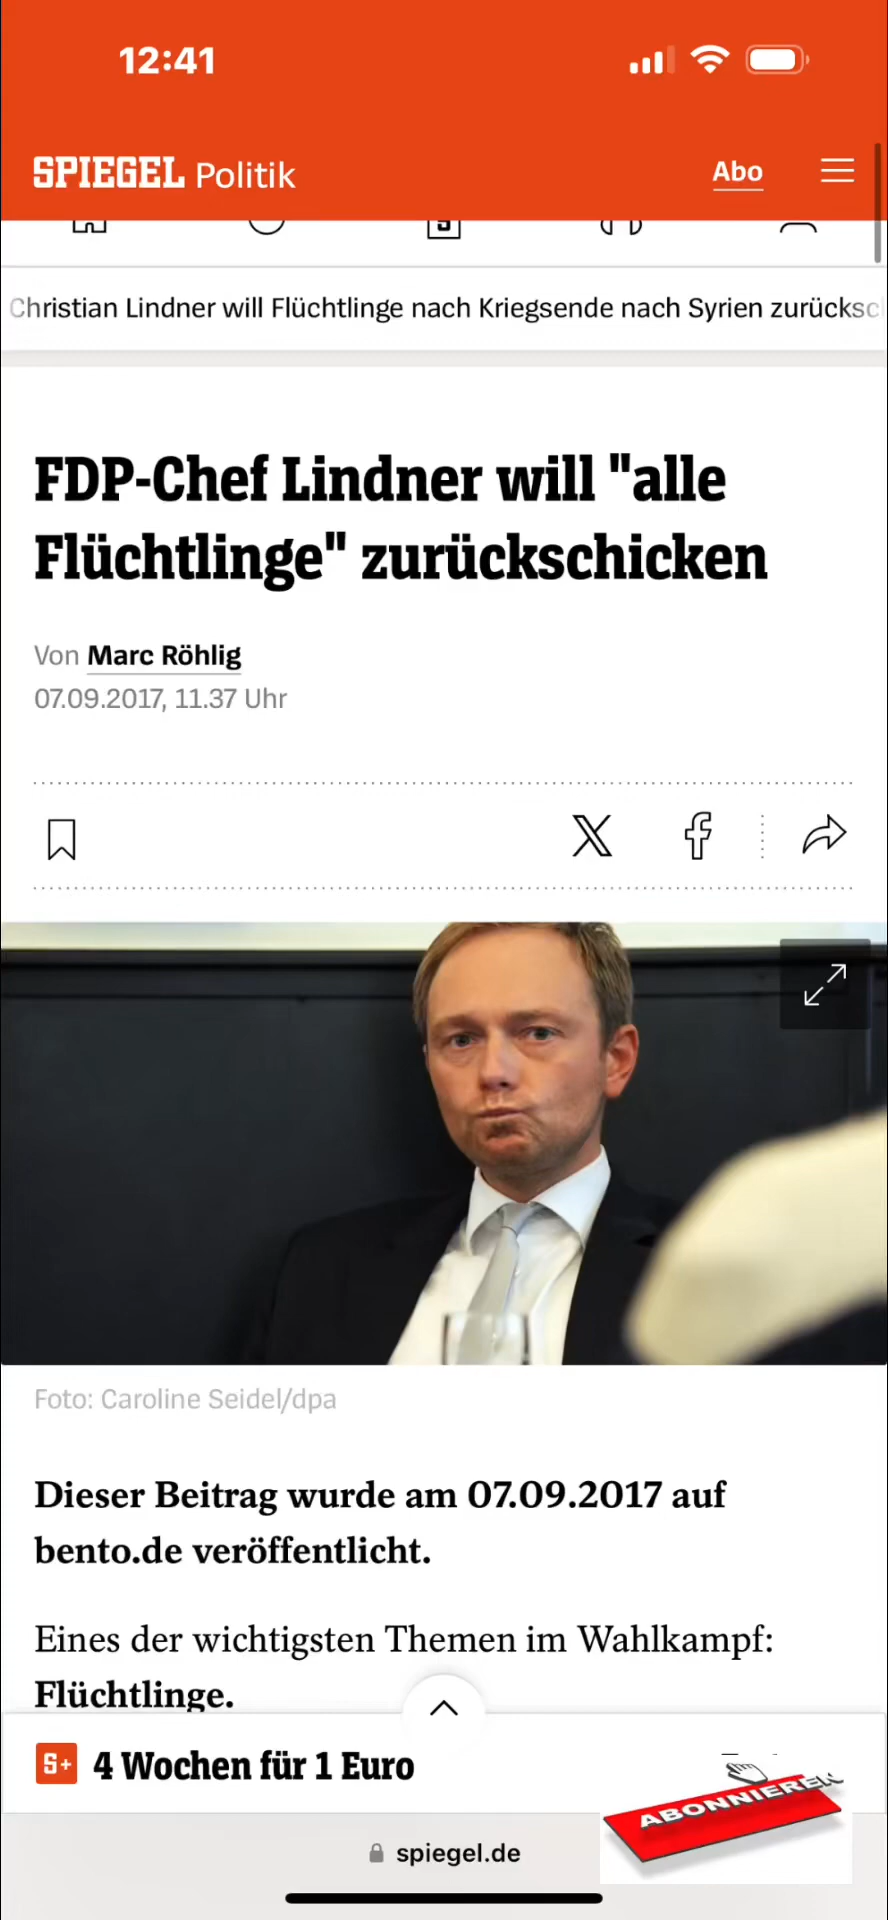 12:41
SPIEGEL Politik
Abo
Christian Lindner will Flüchtlinge nach Kriegsende nach Syrien zurücksc
FDP-Chef Lindner will "alle
Flüchtlinge" zurückschicken
Von Marc Röhlig
07.09.2017, 11.37 Uhr
Foto: Caroline Seidel/dpa
Dieser Beitrag wurde am 07.09.2017 auf
bento.de veröffentlicht.
Eines der wichtigsten Themen im Wahlkampf:
Flüchtlinge.
S+ 4 Wochen für 1 Euro
ABONNIEREN
spiegel.de